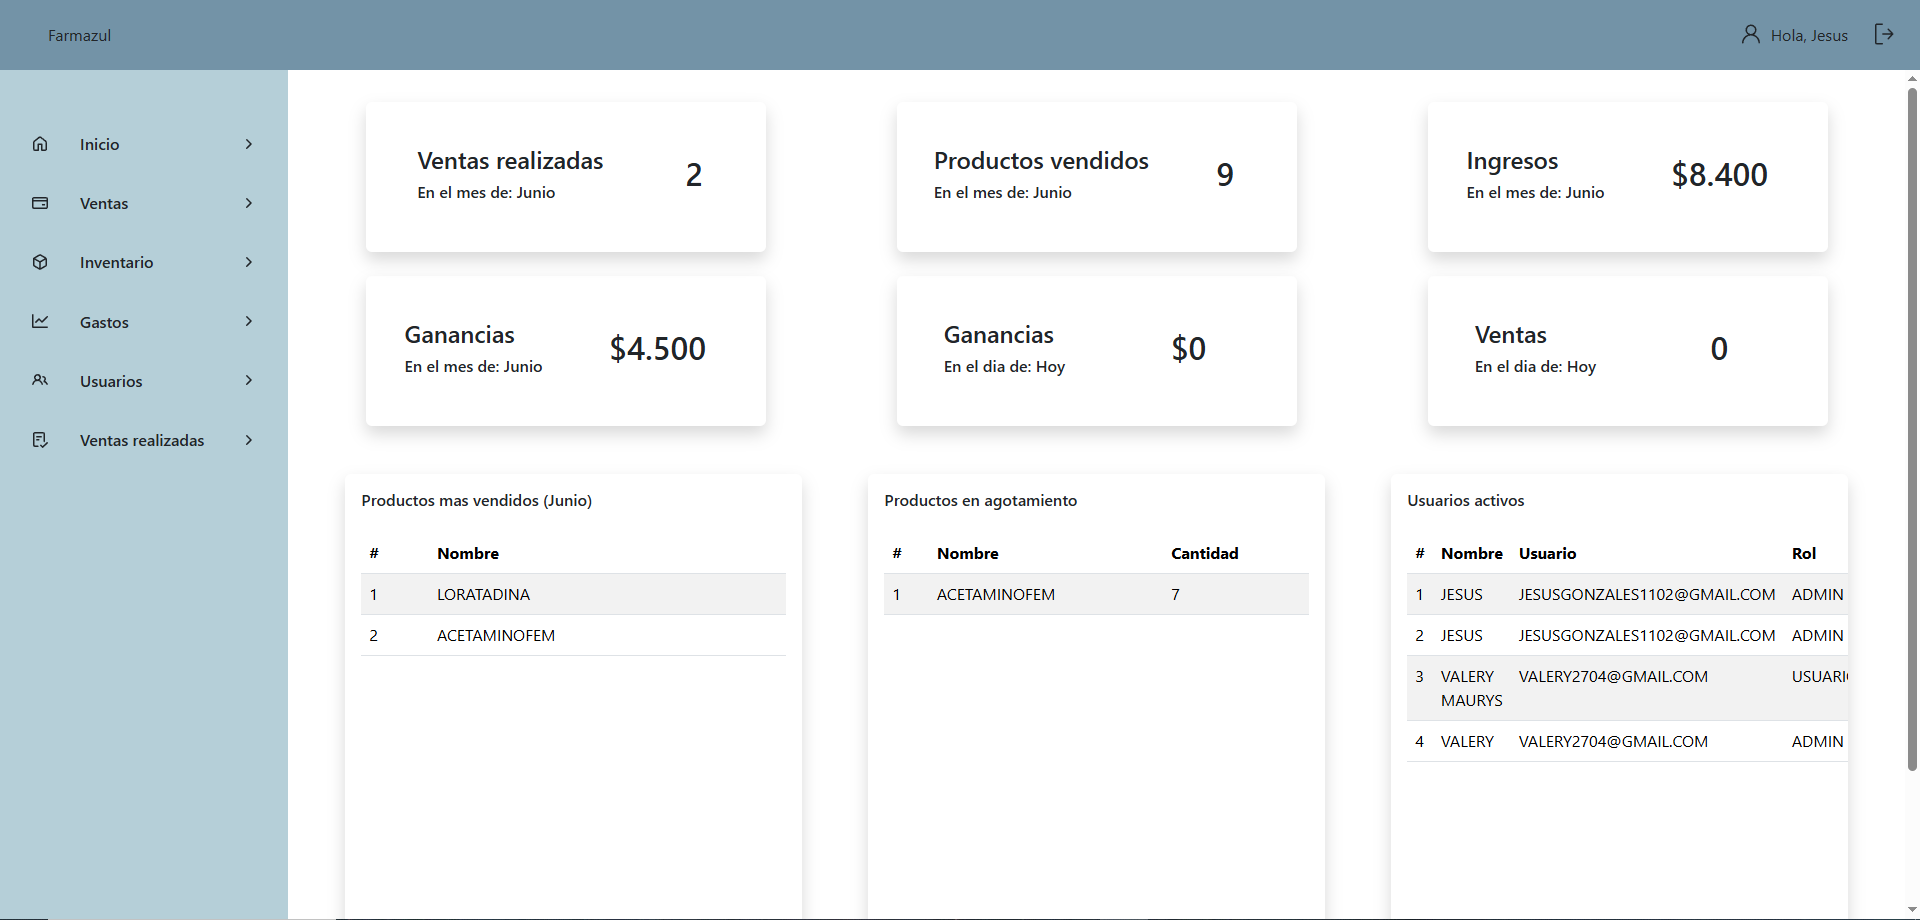 Farmazul
Hola, Jesus
Inicio
Ventas
Inventario
Gastos
Usuarios
Ventas realizadas
Ventas realizadas
En el mes de: Junio
2
Productos vendidos
En el mes de: Junio
9
Ingresos
En el mes de: Junio
$8.400
Ganancias
En el mes de: Junio
$4.500
Ganancias
En el dia de: Hoy
$0
Ventas
En el dia de: Hoy
0
Productos mas vendidos (Junio)
# Nombre
1 LORATADINA
2 ACETAMINOFEM
Productos en agotamiento
# Nombre Cantidad
1 ACETAMINOFEM 7
Usuarios activos
# Nombre Usuario Rol
1 JESUS JESUSGONZALES1102@GMAIL.COM ADMIN
2 JESUS JESUSGONZALES1102@GMAIL.COM ADMIN
3 VALERY MAURYS VALERY2704@GMAIL.COM USUARI
4 VALERY VALERY2704@GMAIL.COM ADMIN